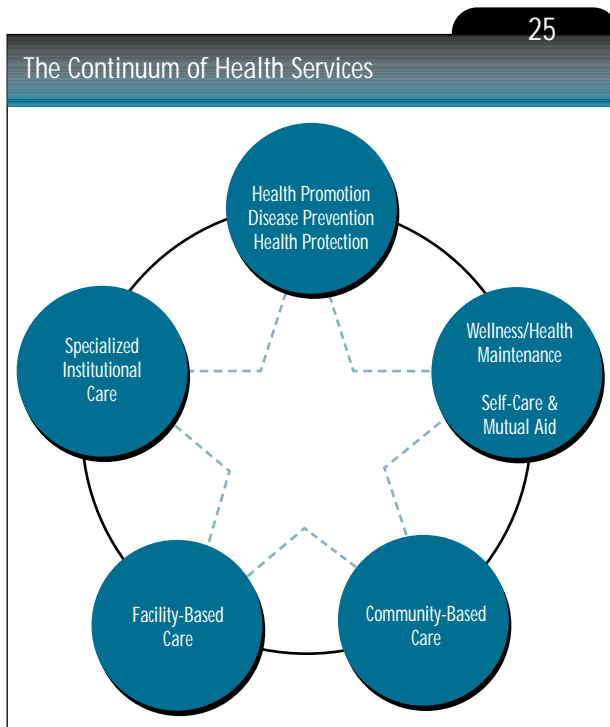 25
The Continuum of Health Services
Health Promotion
Disease Prevention
Health Protection
Wellness/Health
Maintenance
Self-Care &
Mutual Aid
Specialized
Institutional
Care
Facility-Based
Care
Community-Based
Care